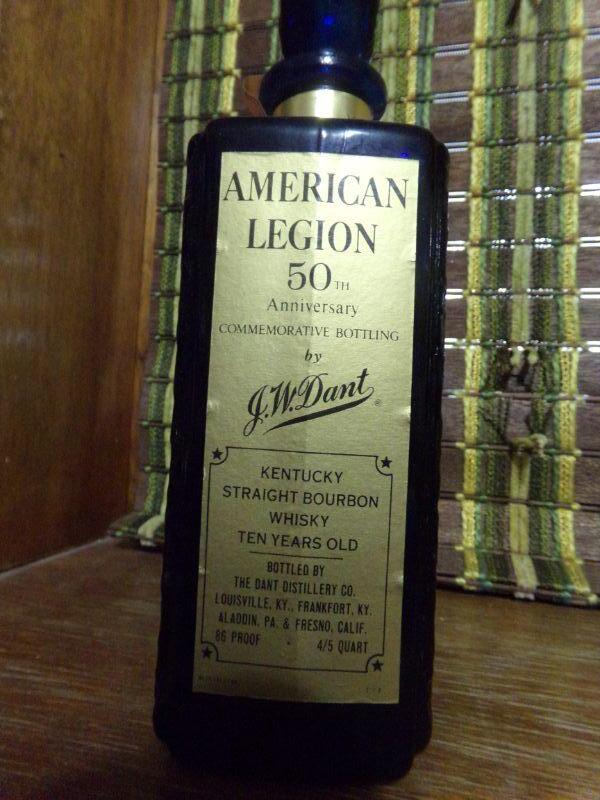 AMERICAN
LEGION
50TH
Anniversary
COMMEMORATIVE BOTTLING
by
J.W.Dant®
KENTUCKY
STRAIGHT BOURBON
WHISKY
TEN YEARS OLD
BOTTLED BY
THE DANT DISTILLERY CO.
LOUISVILLE, KY., FRANKFORT, KY.
ALADDIN, PA. & FRESNO, CALIF.
86 PROOF · 4/5 QUART